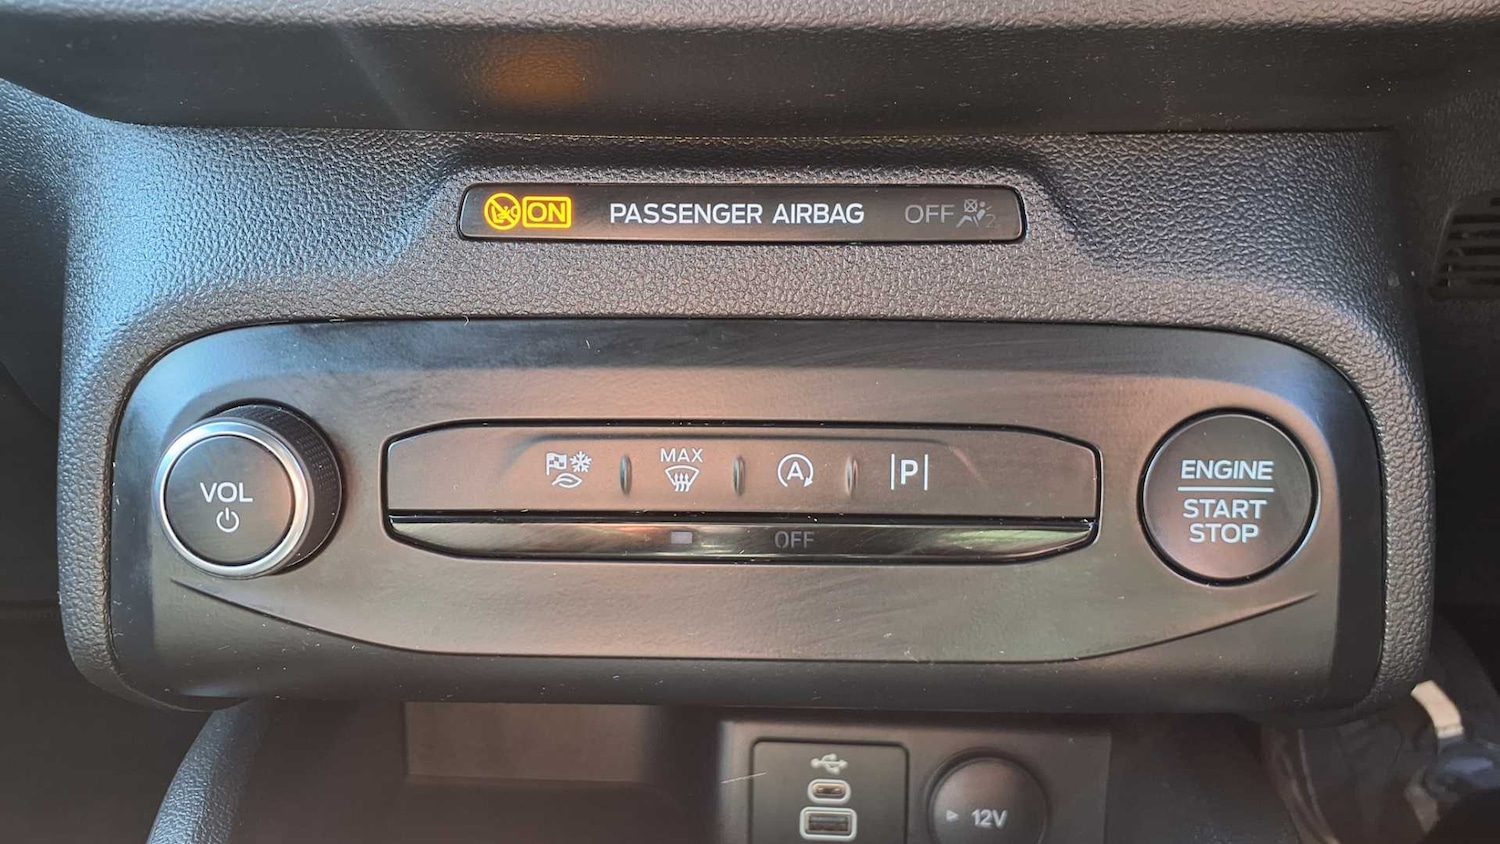 ON PASSENGER AIRBAG OFF
MAX
VOL
A
P
ENGINE
START
STOP
OFF
12V